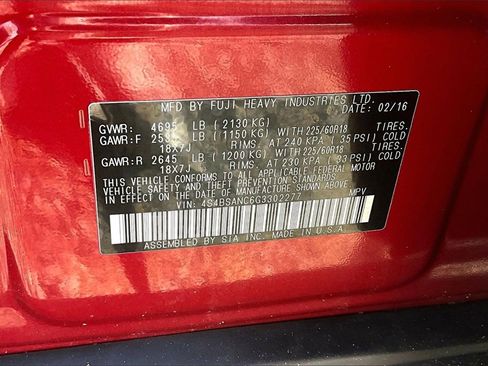 MFD BY FUJI HEAVY INDUSTRIES LTD.
DATE: 02/16
GVWR: 4695 LB (2130 KG)
GAWR:F 2535 LB (1150 KG) WITH 225/60R18 TIRES,
18X7J RIMS, AT 240 KPA (35 PSI) COLD
GAWR:R 2645 LB (1200 KG) WITH 225/60R18 TIRES,
18X7J RIMS, AT 230 KPA (33 PSI) COLD
THIS VEHICLE CONFORMS TO ALL APPLICABLE FEDERAL MOTOR
VEHICLE SAFETY AND THEFT PREVENTION STANDARDS IN
EFFECT ON THE DATE OF MANUFACTURE SHOWN ABOVE.
VIN: 4S4BSANC6G3302277 MPV
ASSEMBLED BY SIA INC. MADE IN U.S.A.